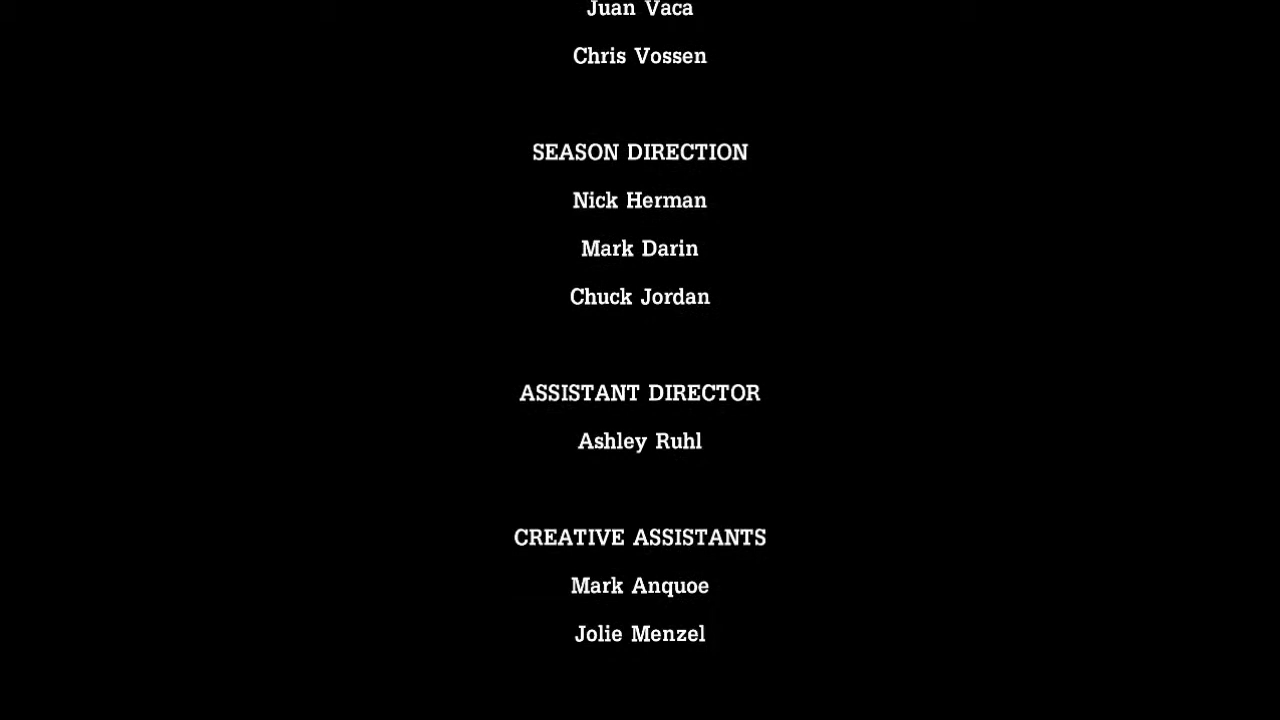 Juan Vaca
Chris Vossen
SEASON DIRECTION
Nick Herman
Mark Darin
Chuck Jordan
ASSISTANT DIRECTOR
Ashley Ruhl
CREATIVE ASSISTANTS
Mark Anquoe
Jolie Menzel